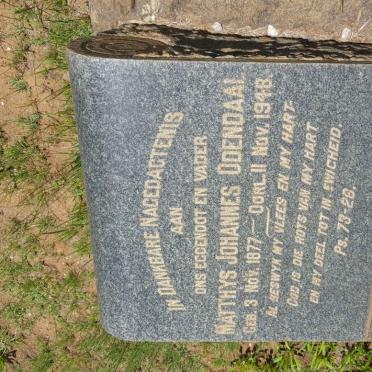 IN DANKBARE NAGEDAGTENIS
AAN
ONS EGGENOOT EN VADER
MATTHYS JOHANNES ODENDAAL
GEB. 3 NOV. 1877 — OORL. 11 NOV. 1948.
AL BESWYK MY VLEES EN MY HART-
GOD IS DIE ROTS VAN MY HART
EN MY DEEL TOT IN EWIGHEID.
PS. 73-26.